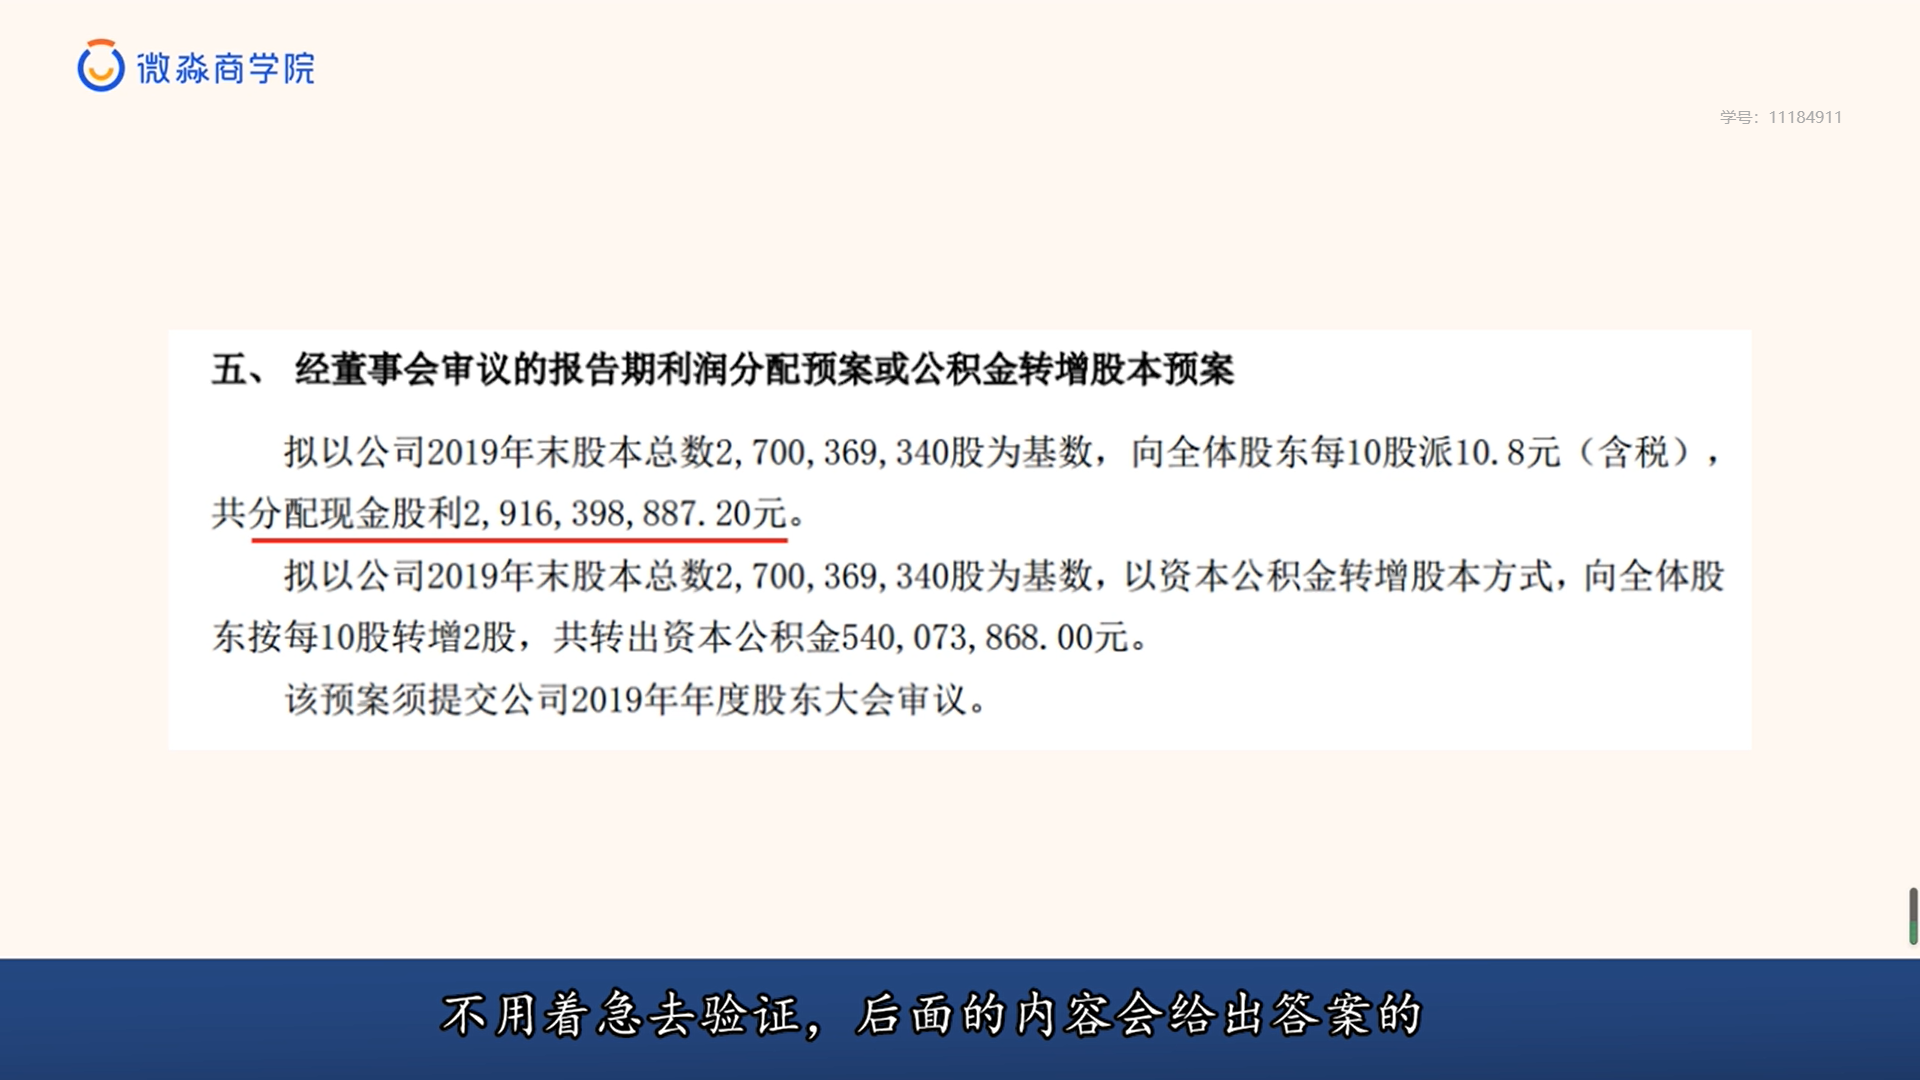 微淼商学院
学号：11184911
五、 经董事会审议的报告期利润分配预案或公积金转增股本预案
拟以公司2019年末股本总数2,700,369,340股为基数，向全体股东每10股派10.8元（含税），
共分配现金股利2,916,398,887.20元。
拟以公司2019年末股本总数2,700,369,340股为基数，以资本公积金转增股本方式，向全体股
东按每10股转增2股，共转出资本公积金540,073,868.00元。
该预案须提交公司2019年年度股东大会审议。
不用着急去验证，后面的内容会给出答案的